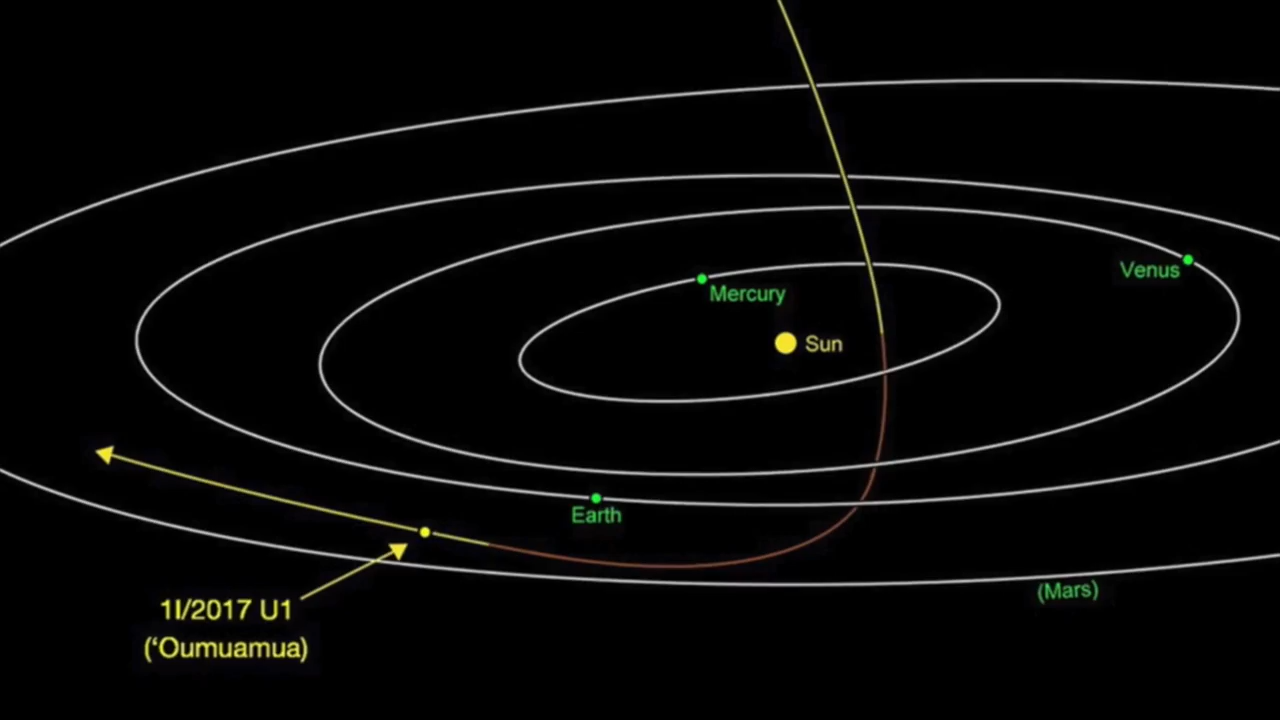 Venus
Mercury
Sun
Earth
(Mars)
1I/2017 U1
(‘Oumuamua)